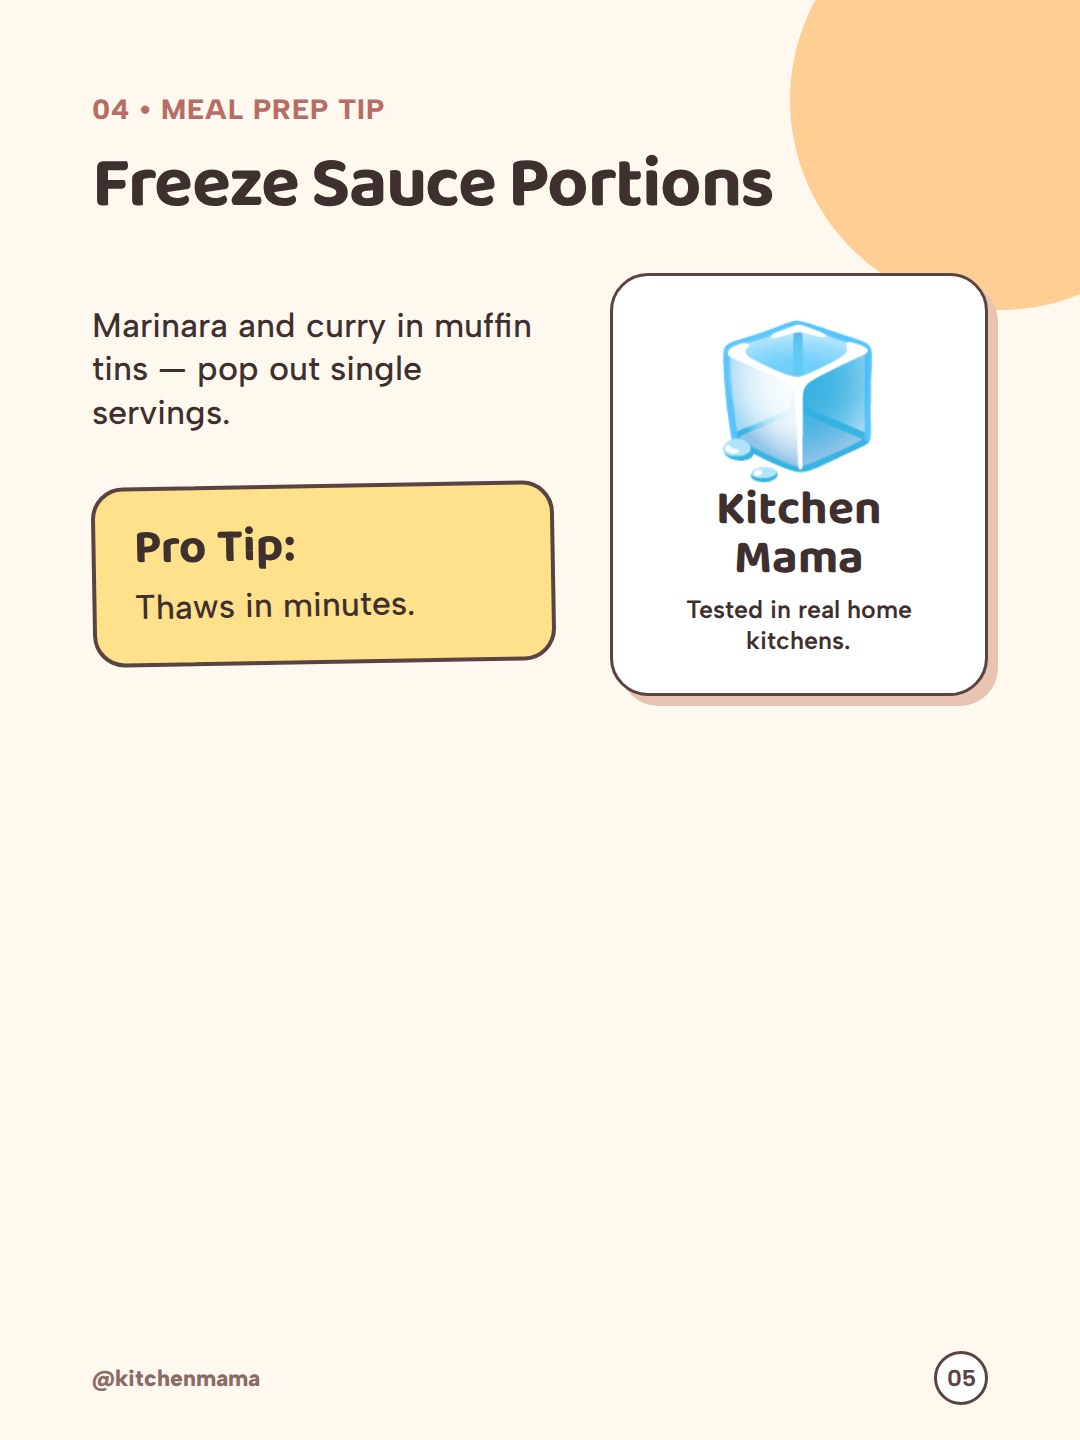 04 • MEAL PREP TIP
Freeze Sauce Portions
Marinara and curry in muffin
tins — pop out single
servings.
Pro Tip:
Thaws in minutes.
Kitchen
Mama
Tested in real home
kitchens.
@kitchenmama
05